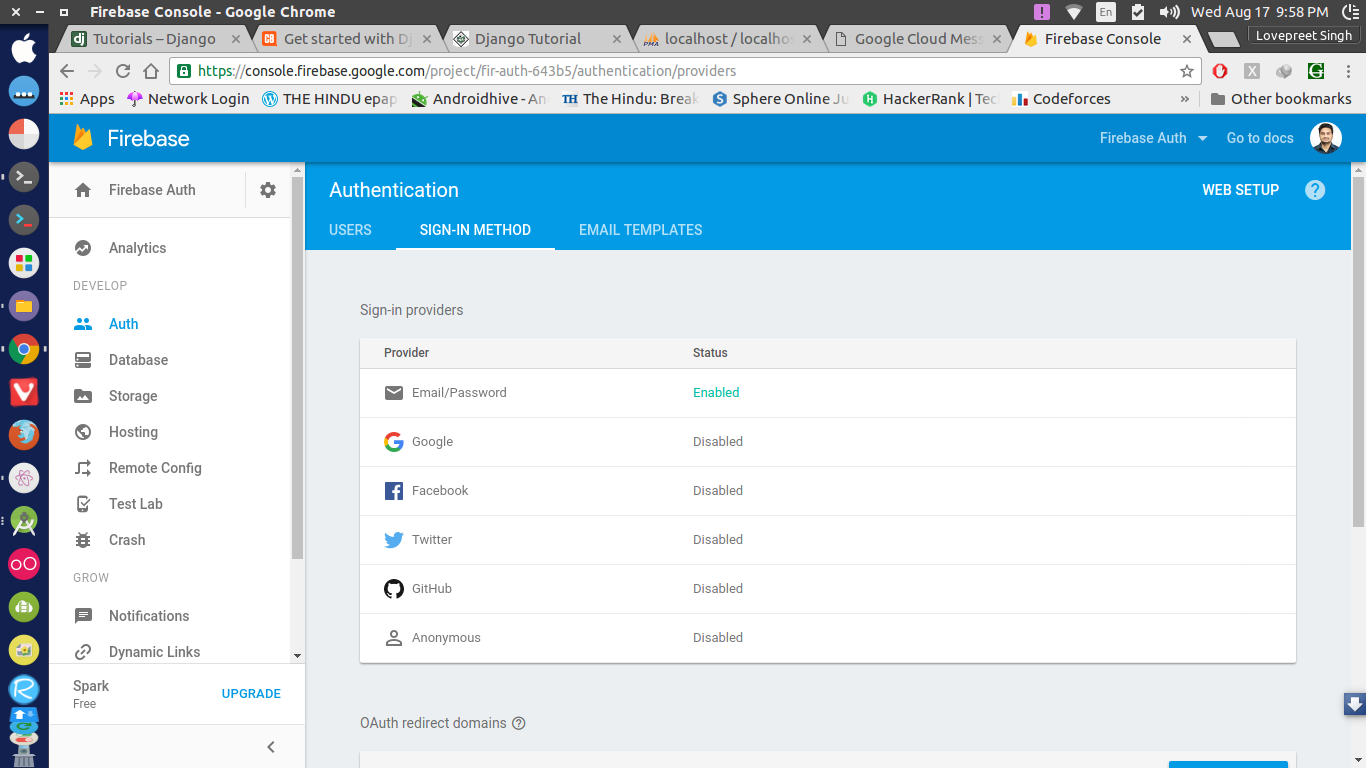 Firebase Console - Google Chrome
En
Wed Aug 17 9:58 PM
Tutorials – Django
Get started with Dj
Django Tutorial
PMA localhost / localhos
Google Cloud Mess
Firebase Console
Lovepreet Singh
https://console.firebase.google.com/project/fir-auth-643b5/authentication/providers
Apps
Network Login
THE HINDU epap
Androidhive - An
TH The Hindu: Break
Sphere Online Ju
HackerRank | Tec
Codeforces
»
Other bookmarks
Firebase
Firebase Auth
Go to docs
Firebase Auth
Authentication
WEB SETUP
?
USERS
SIGN-IN METHOD
EMAIL TEMPLATES
Analytics
DEVELOP
Auth
Database
Storage
Hosting
Remote Config
Test Lab
Crash
GROW
Notifications
Dynamic Links
Spark
Free
UPGRADE
Sign-in providers
Provider Status
Email/Password Enabled
Google Disabled
Facebook Disabled
Twitter Disabled
GitHub Disabled
Anonymous Disabled
OAuth redirect domains